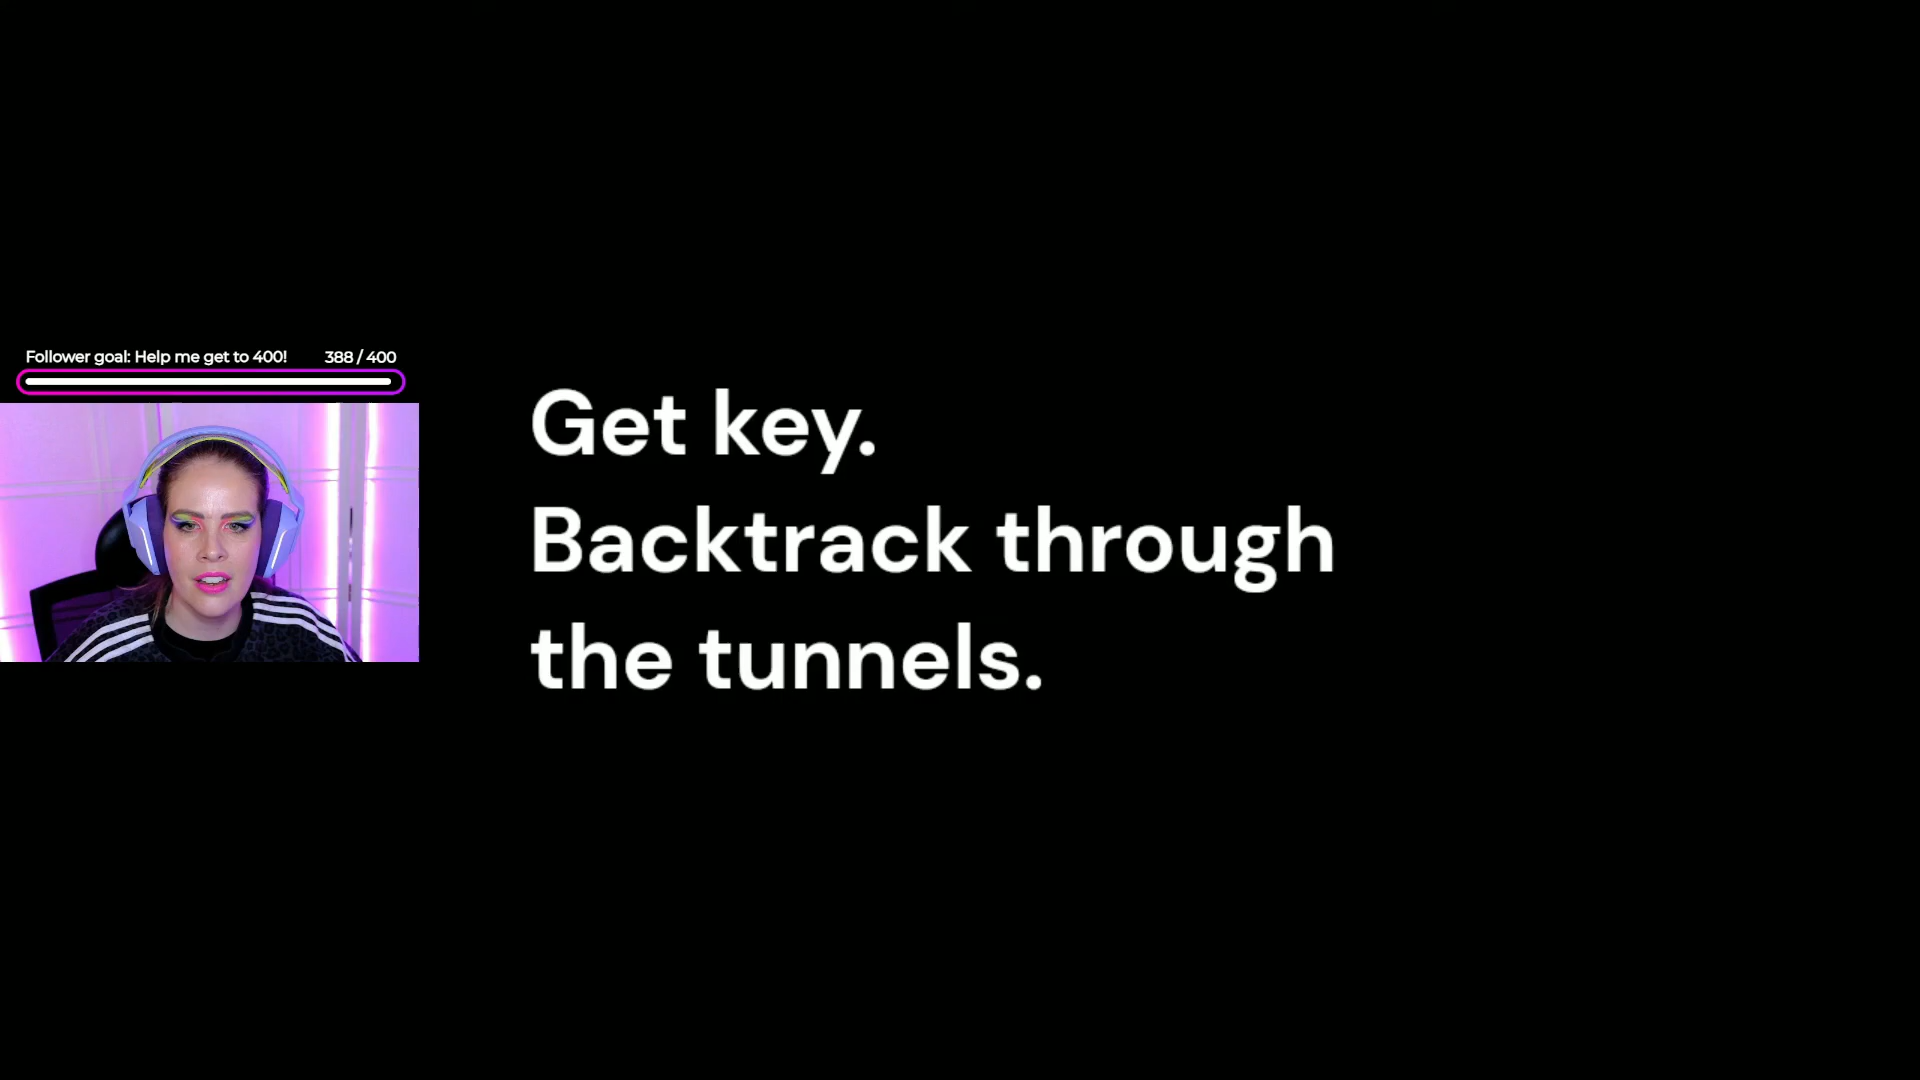 Follower goal: Help me get to 400! 388 / 400
Get key.
Backtrack through
the tunnels.